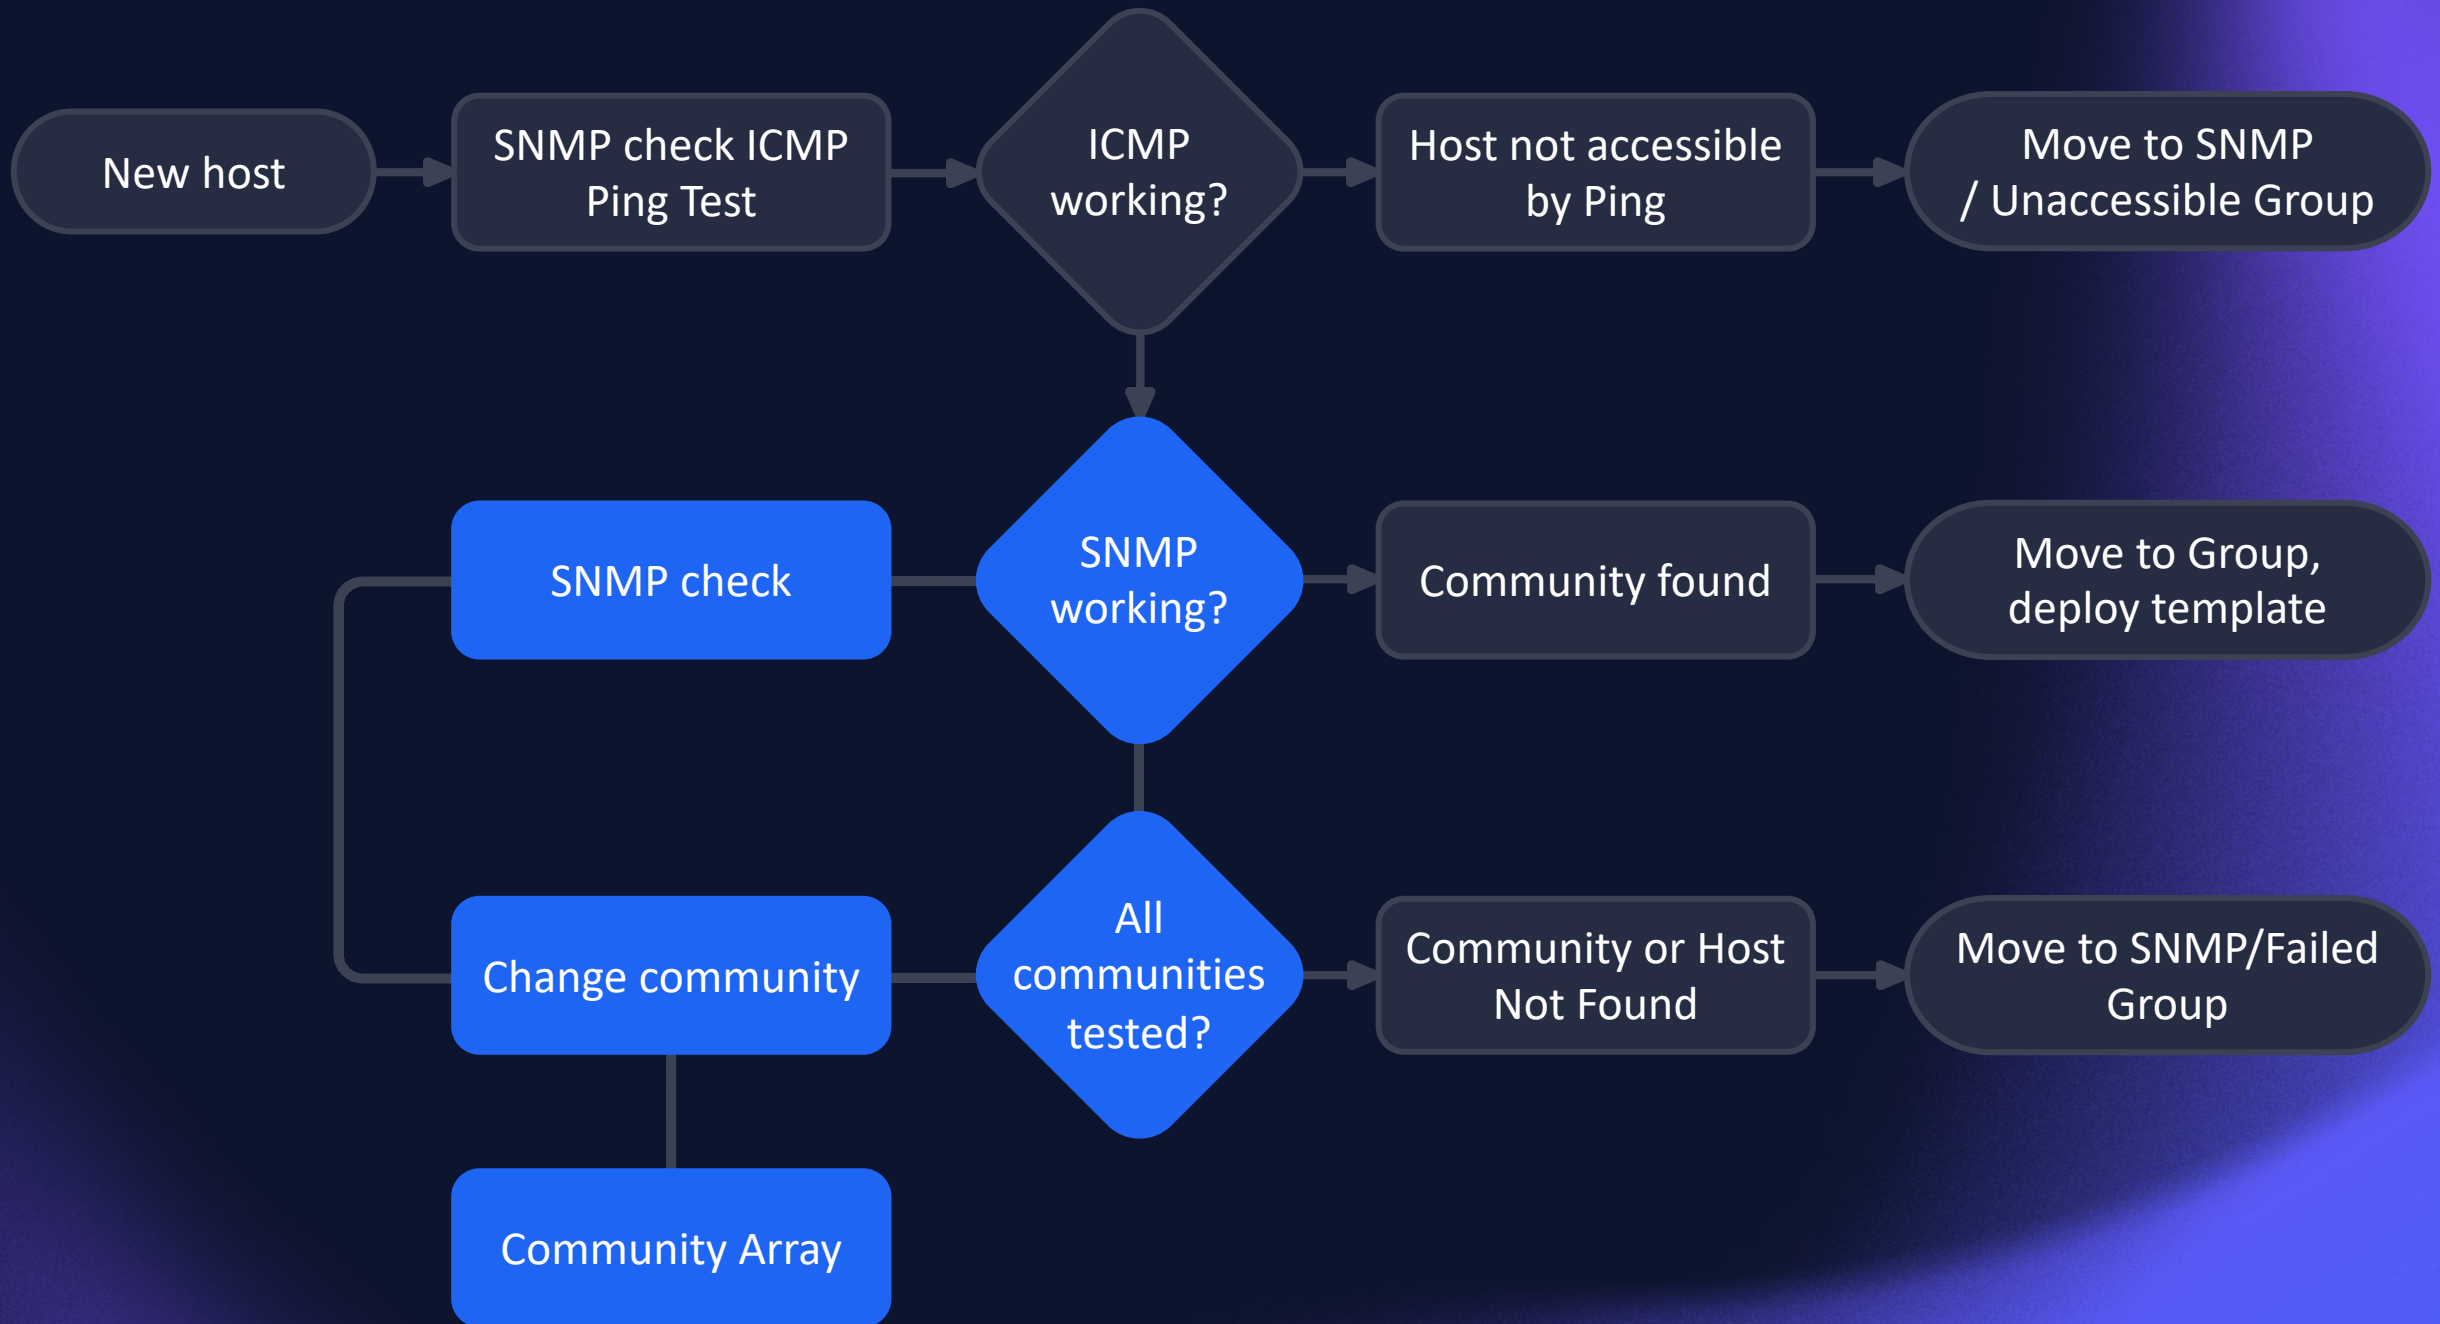 New host
SNMP check ICMP
Ping Test
ICMP
working?
Host not accessible
by Ping
Move to SNMP
/ Unaccessible Group
SNMP check
SNMP
working?
Community found
Move to Group,
deploy template
Change community
All
communities
tested?
Community or Host
Not Found
Move to SNMP/Failed
Group
Community Array